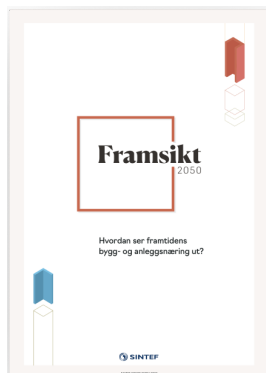 Framsikt
2050
Hvordan ser framtidens
bygg- og anleggsnæring ut?
SINTEF